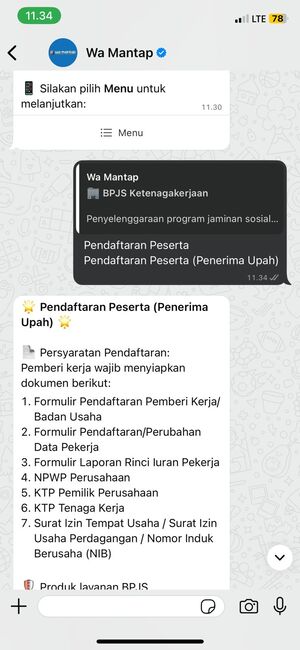 11.34
LTE 78
Wa Mantap
Silakan pilih Menu untuk
melanjutkan:
11.30
Menu
Wa Mantap
BPJS Ketenagakerjaan
Penyelenggaraan program jaminan sosial...
Pendaftaran Peserta
Pendaftaran Peserta (Penerima Upah)
11.34
Pendaftaran Peserta (Penerima
Upah)
Persyaratan Pendaftaran:
Pemberi kerja wajib menyiapkan
dokumen berikut:
1. Formulir Pendaftaran Pemberi Kerja/
Badan Usaha
2. Formulir Pendaftaran/Perubahan
Data Pekerja
3. Formulir Laporan Rinci Iuran Pekerja
4. NPWP Perusahaan
5. KTP Pemilik Perusahaan
6. KTP Tenaga Kerja
7. Surat Izin Tempat Usaha / Surat Izin
Usaha Perdagangan / Nomor Induk
Berusaha (NIB)
Produk layanan BPJS